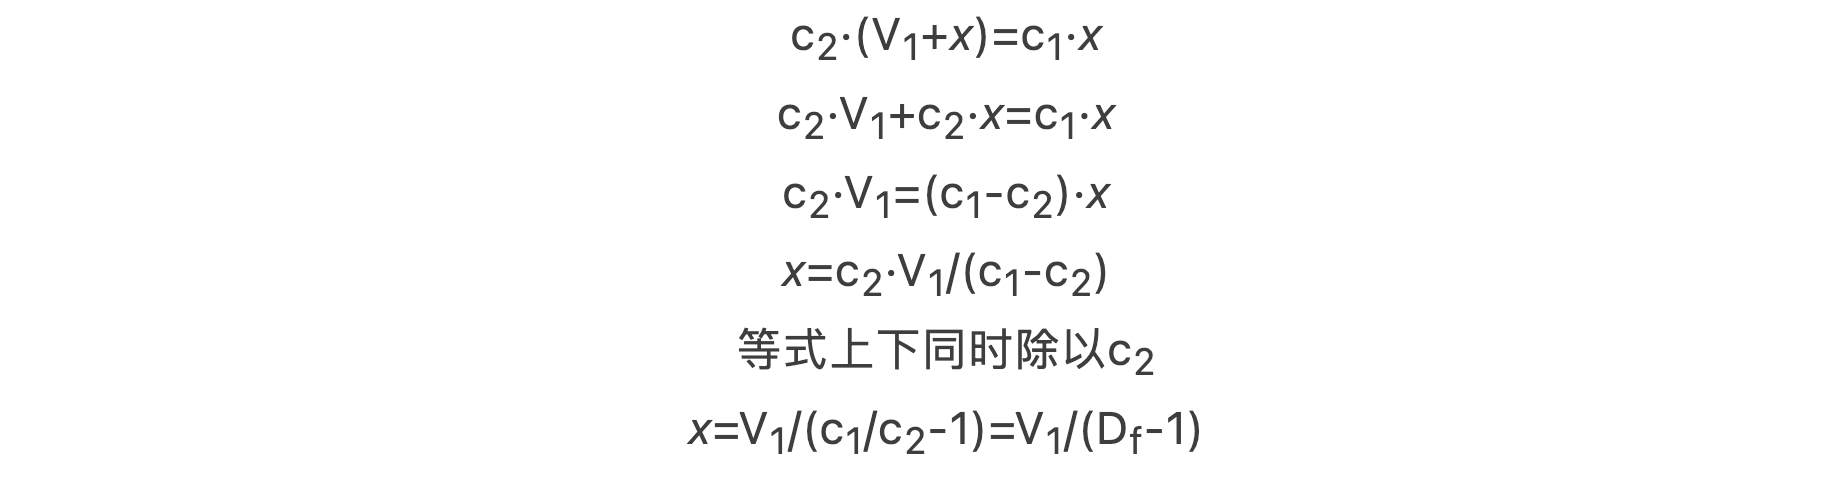 c₂·(V₁+x)=c₁·x
c₂·V₁+c₂·x=c₁·x
c₂·V₁=(c₁-c₂)·x
x=c₂·V₁/(c₁-c₂)
等式上下同时除以c₂
x=V₁/(c₁/c₂-1)=V₁/(D_f-1)